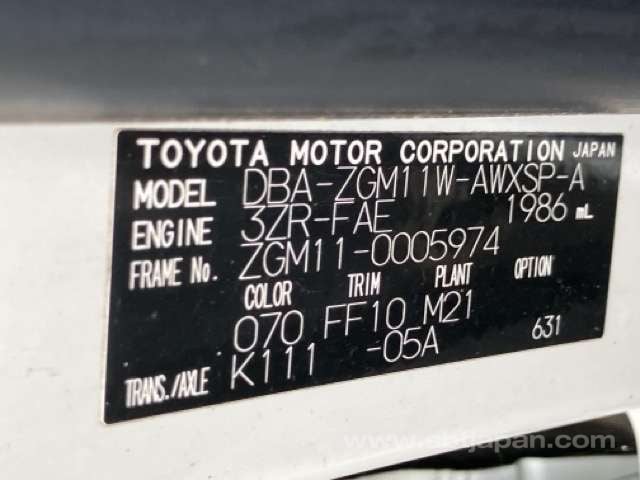 TOYOTA MOTOR CORPORATION JAPAN
MODEL DBA-ZGM11W-AWXSP-A
ENGINE 3ZR-FAE 1986 mL
FRAME No. ZGM11-0005974
COLOR TRIM PLANT OPTION
070 FF10 M21
TRANS./AXLE K111 -05A 631
www.sbtjapan.com